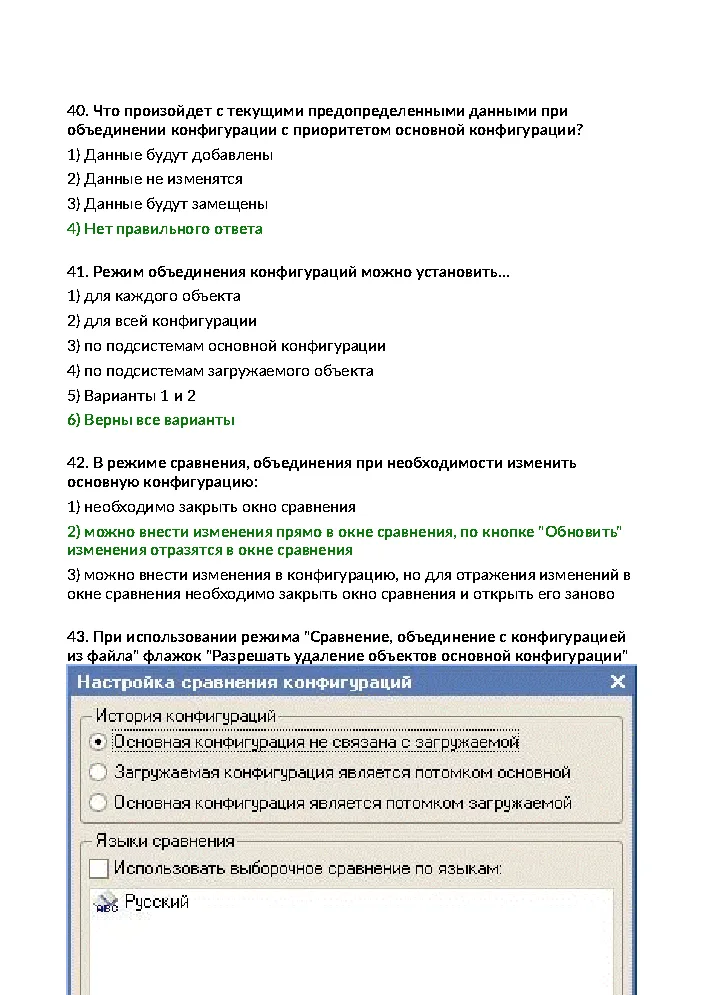 40. Что произойдет с текущими предопределенными данными при
объединении конфигурации с приоритетом основной конфигурации?
1) Данные будут добавлены
2) Данные не изменятся
3) Данные будут замещены
4) Нет правильного ответа
41. Режим объединения конфигураций можно установить...
1) для каждого объекта
2) для всей конфигурации
3) по подсистемам основной конфигурации
4) по подсистемам загружаемого объекта
5) Варианты 1 и 2
6) Верны все варианты
42. В режиме сравнения, объединения при необходимости изменить
основную конфигурацию:
1) необходимо закрыть окно сравнения
2) можно внести изменения прямо в окне сравнения, по кнопке "Обновить"
изменения отразятся в окне сравнения
3) можно внести изменения в конфигурацию, но для отражения изменений в
окне сравнения необходимо закрыть окно сравнения и открыть его заново
43. При использовании режима "Сравнение, объединение с конфигурацией
из файла" флажок "Разрешать удаление объектов основной конфигурации"
Настройка сравнения конфигураций
История конфигураций
Основная конфигурация не связана с загружаемой
Загружаемая конфигурация является потомком основной
Основная конфигурация является потомком загружаемой
Языки сравнения
Использовать выборочное сравнение по языкам:
ABC Русский